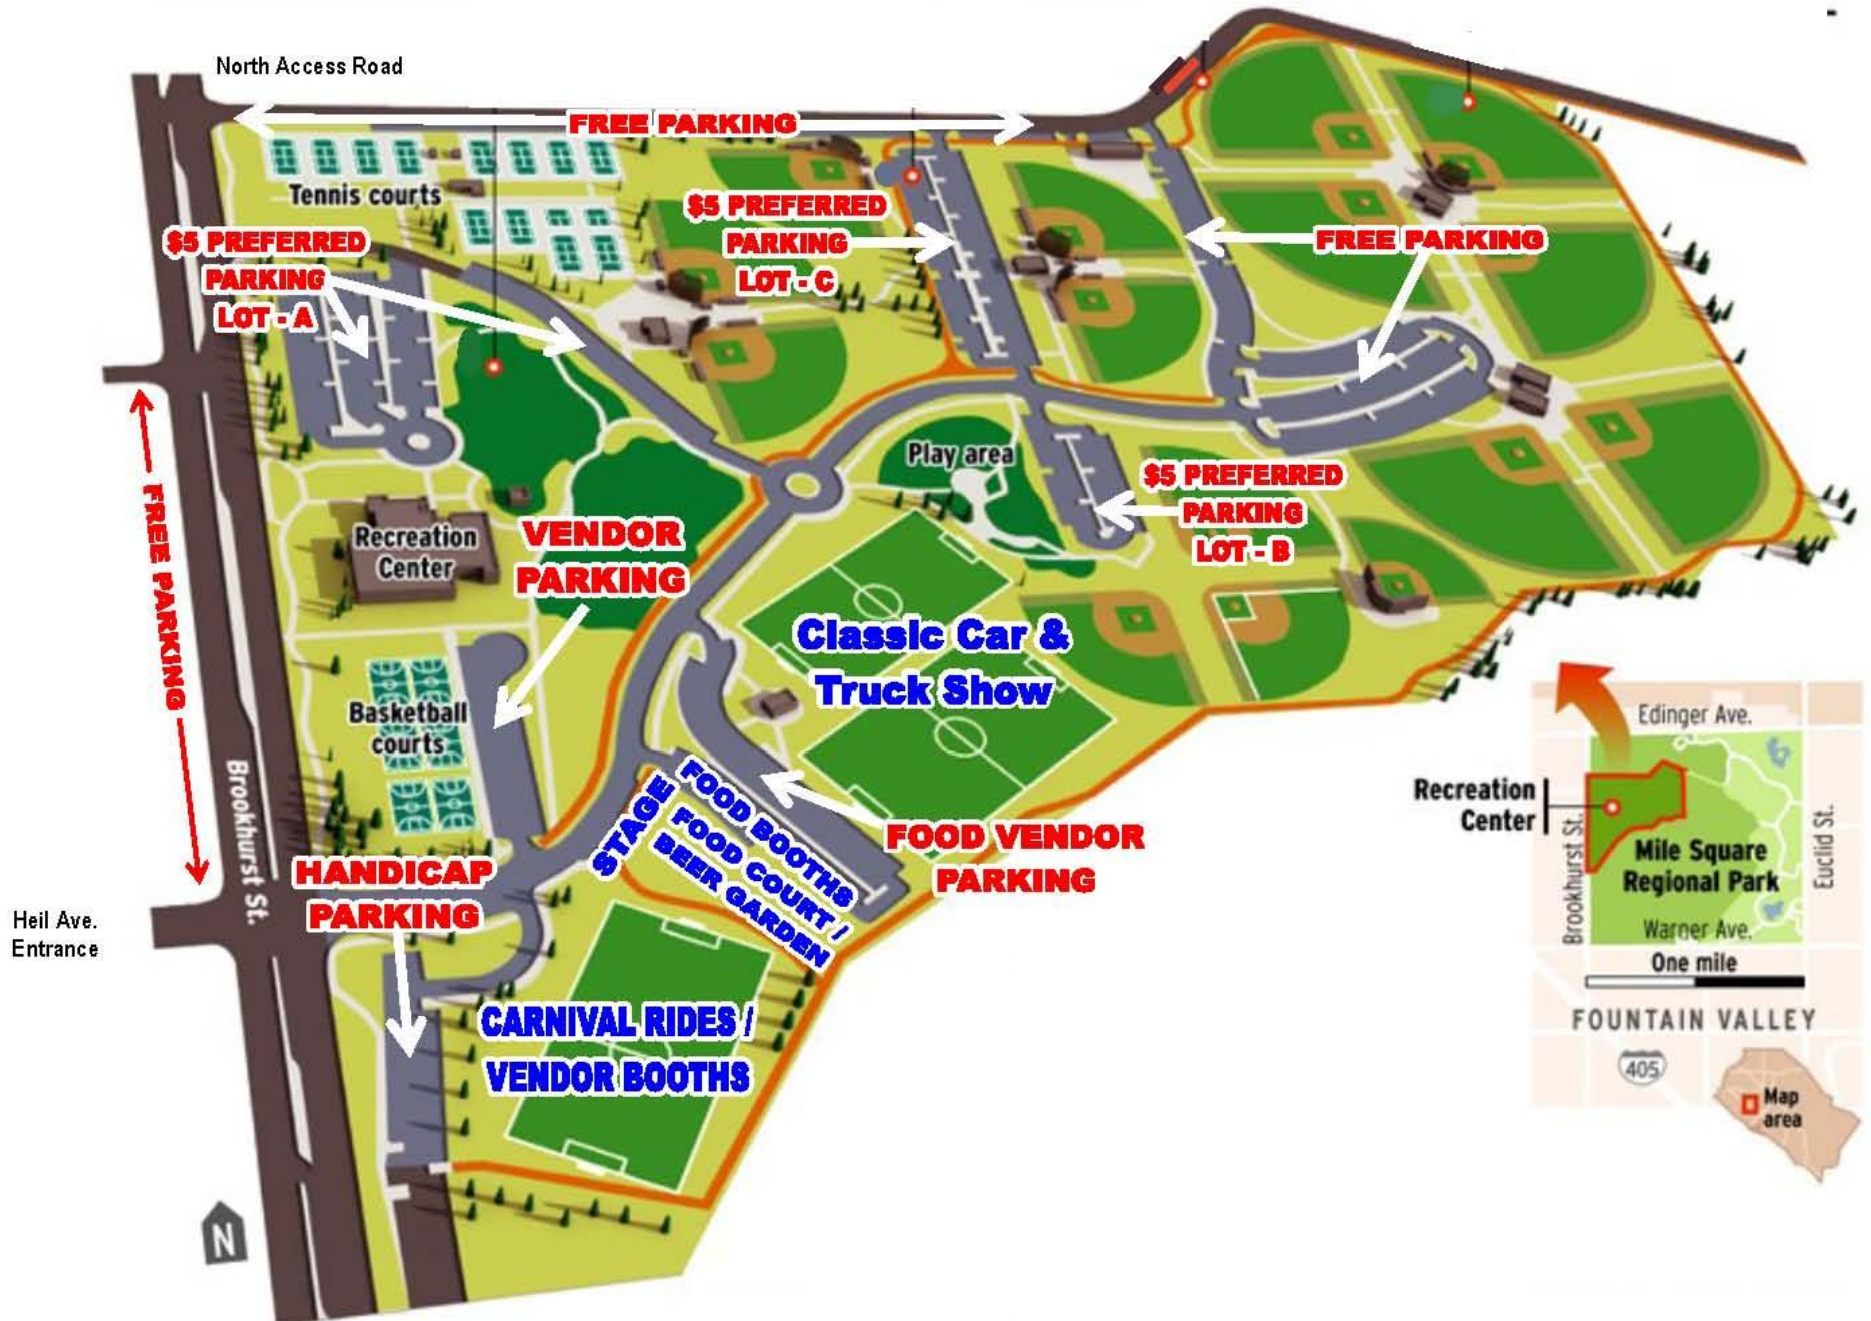 North Access Road
FREE PARKING
Tennis courts
$5 PREFERRED
PARKING
LOT - A
$5 PREFERRED
PARKING
LOT - C
FREE PARKING
Play area
$5 PREFERRED
PARKING
LOT - B
FREE PARKING
Recreation
Center
VENDOR
PARKING
Classic Car &
Truck Show
Basketball
courts
Brookhurst St.
STAGE
FOOD BOOTHS
FOOD COURT /
BEER GARDEN
FOOD VENDOR
PARKING
HANDICAP
PARKING
Heil Ave.
Entrance
CARNIVAL RIDES /
VENDOR BOOTHS
N
Edinger Ave.
Recreation
Center
Brookhurst St.
Euclid St.
Mile Square
Regional Park
Warner Ave.
One mile
FOUNTAIN VALLEY
405
Map
area